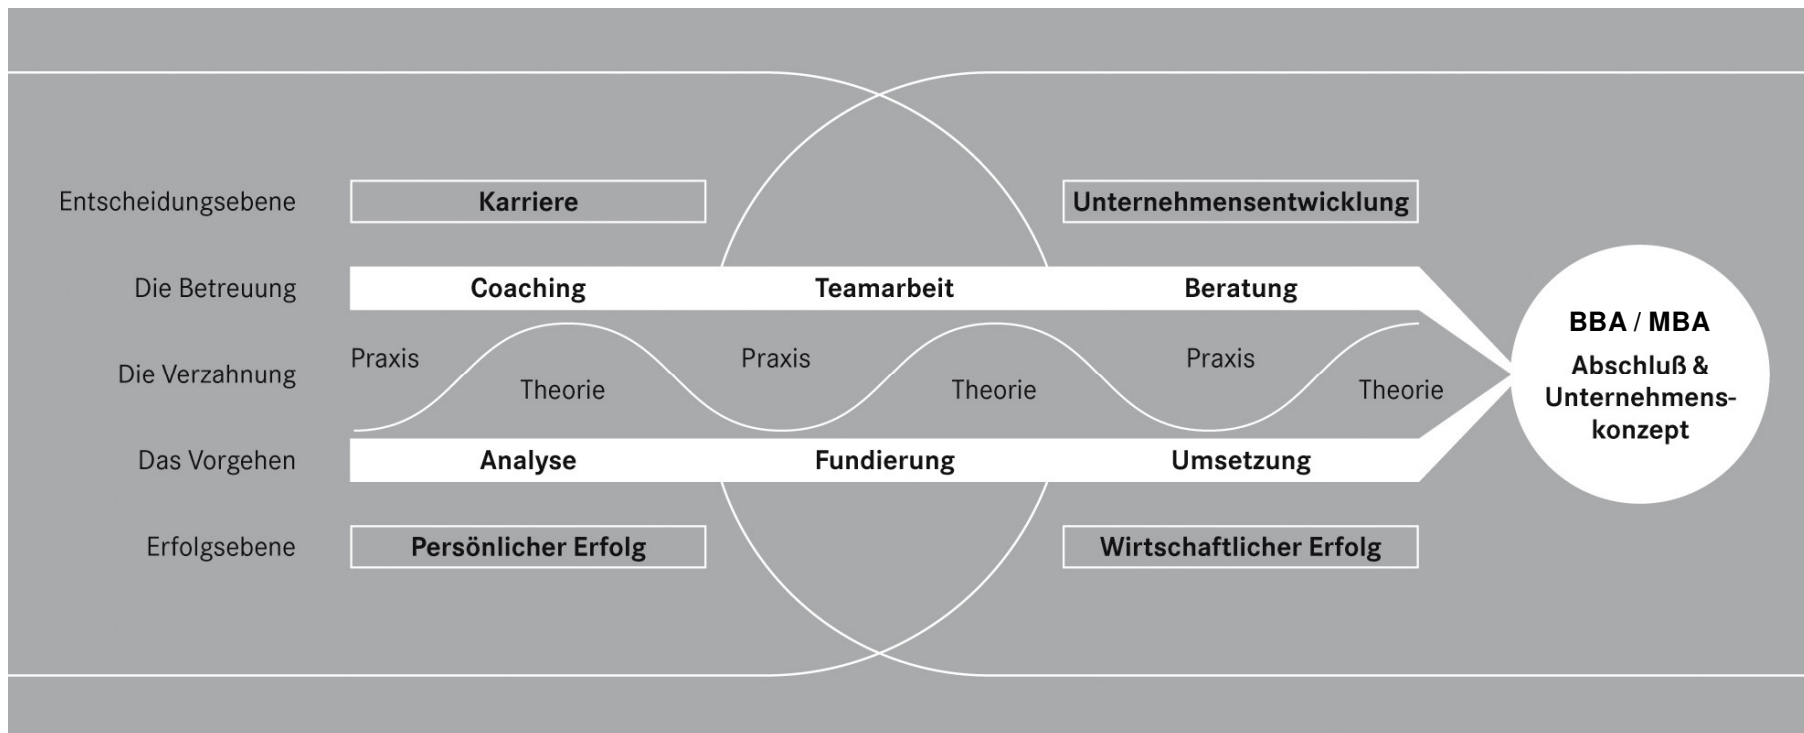 Entscheidungsebene Karriere Unternehmensentwicklung
Die Betreuung Coaching Teamarbeit Beratung
Die Verzahnung Praxis Theorie Praxis Theorie Praxis Theorie
Das Vorgehen Analyse Fundierung Umsetzung
Erfolgsebene Persönlicher Erfolg Wirtschaftlicher Erfolg
BBA / MBA
Abschluß &
Unternehmens-
konzept